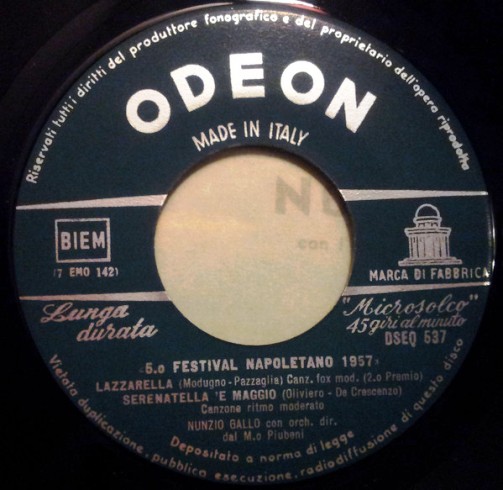 Riservati tutti i diritti del produttore fonografico e del proprietario dell'opera riprodotta
ODEON
MADE IN ITALY
BIEM
(7 EMO 142)
MARCA DI FABBRICA
Lunga
durata
"Microsolco"
45 giri al minuto
DSEQ 537
«5.o FESTIVAL NAPOLETANO 1957»
LAZZARELLA (Modugno - Pazzaglia) Canz. fox mod. (2.o Premio)
SERENATELLA 'E MAGGIO (Oliviero - De Crescenzo)
Canzone ritmo moderato
NUNZIO GALLO con orch. dir.
dal M.o Piubeni
Depositato a norma di legge
Vietata duplicazione, pubblica esecuzione, radiodiffusione di questo disco
con